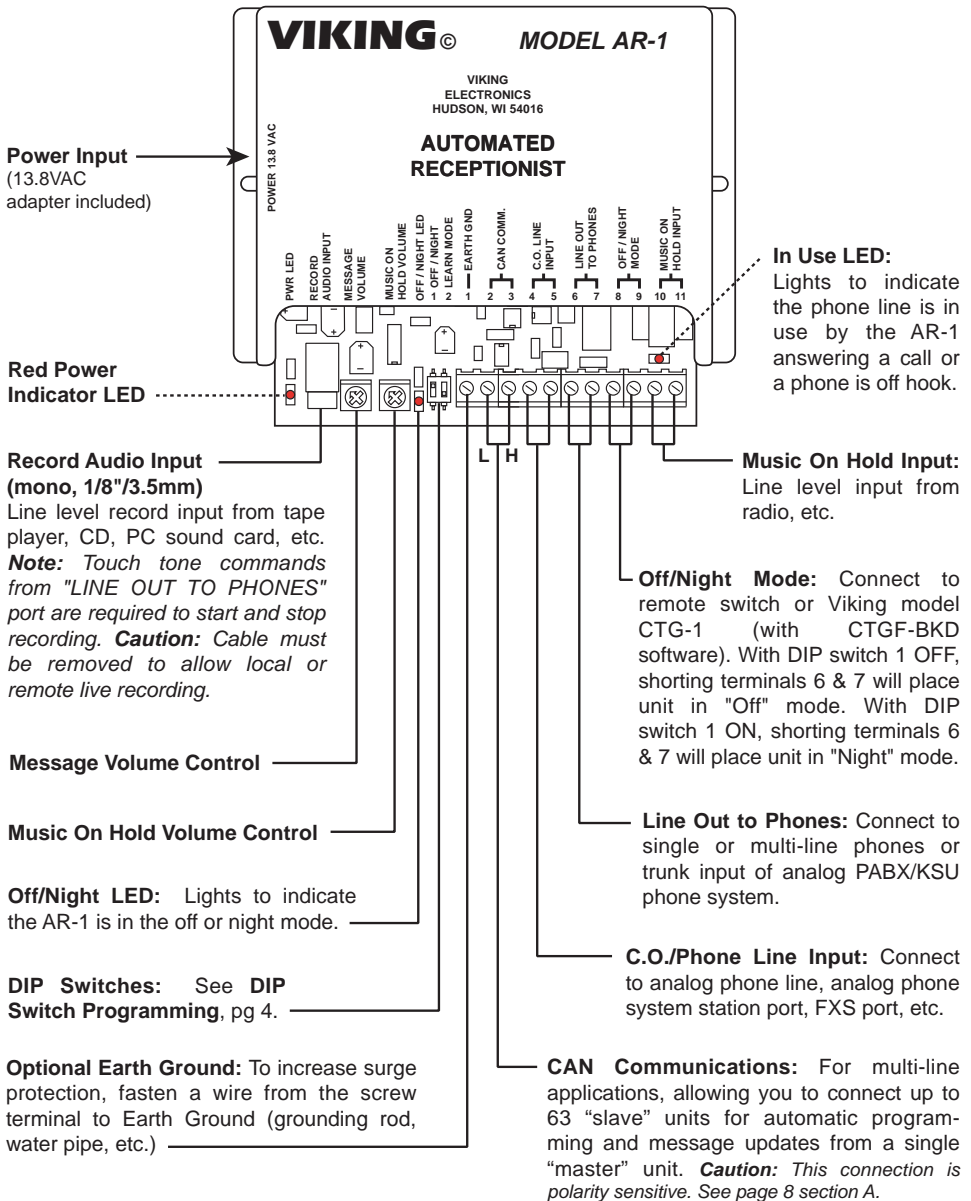 VIKING© MODEL AR-1
VIKING
ELECTRONICS
HUDSON, WI 54016
AUTOMATED
RECEPTIONIST
POWER 13.8 VAC
PWR LED
RECORD
AUDIO INPUT
MESSAGE
VOLUME
MUSIC ON
HOLD VOLUME
OFF / NIGHT LED
1 OFF / NIGHT
2 LEARN MODE
1 EARTH GND
CAN COMM.
2 3
C.O. LINE
INPUT
4 5
LINE OUT
TO PHONES
6 7
OFF / NIGHT
MODE
8 9
MUSIC ON
HOLD INPUT
10 11
L H
Power Input
(13.8VAC
adapter included)
Red Power
Indicator LED
Record Audio Input
(mono, 1/8"/3.5mm)
Line level record input from tape
player, CD, PC sound card, etc.
Note: Touch tone commands
from "LINE OUT TO PHONES"
port are required to start and stop
recording. Caution: Cable must
be removed to allow local or
remote live recording.
Message Volume Control
Music On Hold Volume Control
Off/Night LED: Lights to indicate
the AR-1 is in the off or night mode.
DIP Switches: See DIP
Switch Programming, pg 4.
Optional Earth Ground: To increase surge
protection, fasten a wire from the screw
terminal to Earth Ground (grounding rod,
water pipe, etc.)
In Use LED:
Lights to indicate
the phone line is in
use by the AR-1
answering a call or
a phone is off hook.
Music On Hold Input:
Line level input from
radio, etc.
Off/Night Mode: Connect to
remote switch or Viking model
CTG-1 (with CTGF-BKD
software). With DIP switch 1 OFF,
shorting terminals 6 & 7 will place
unit in "Off" mode. With DIP
switch 1 ON, shorting terminals 6
& 7 will place unit in "Night" mode.
Line Out to Phones: Connect to
single or multi-line phones or
trunk input of analog PABX/KSU
phone system.
C.O./Phone Line Input: Connect
to analog phone line, analog phone
system station port, FXS port, etc.
CAN Communications: For multi-line
applications, allowing you to connect up to
63 “slave” units for automatic program-
ming and message updates from a single
“master” unit. Caution: This connection is
polarity sensitive. See page 8 section A.